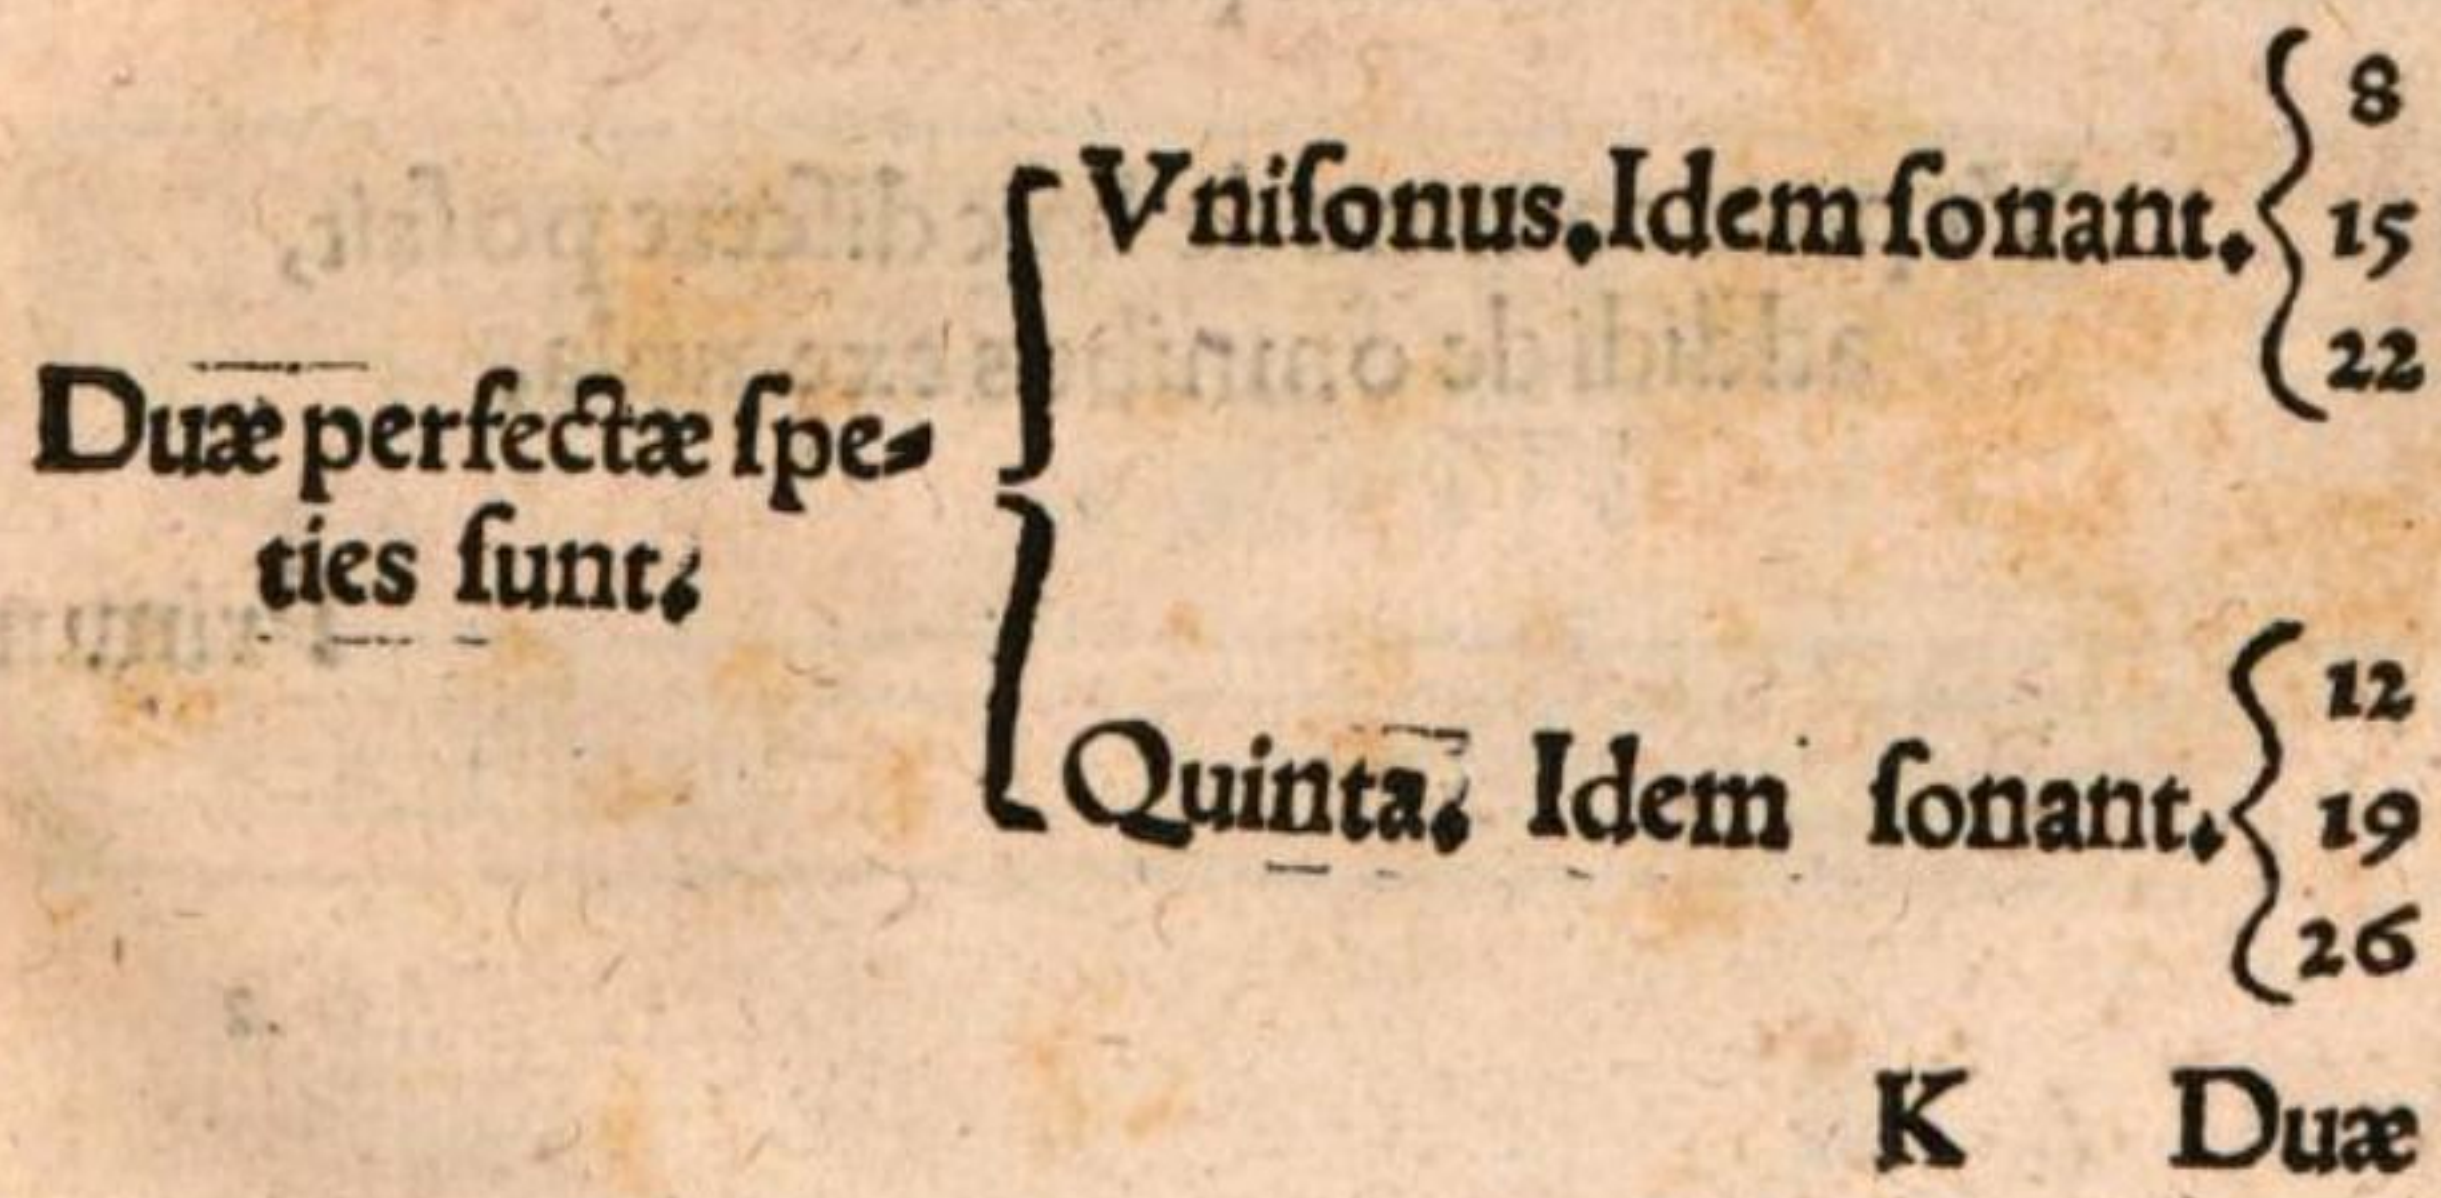 8
Vniſonus. Idem ſonant. 15
22
Duæ perfectæ ſpe-
ties ſunt.
12
Quinta. Idem ſonant. 19
26
K Duæ